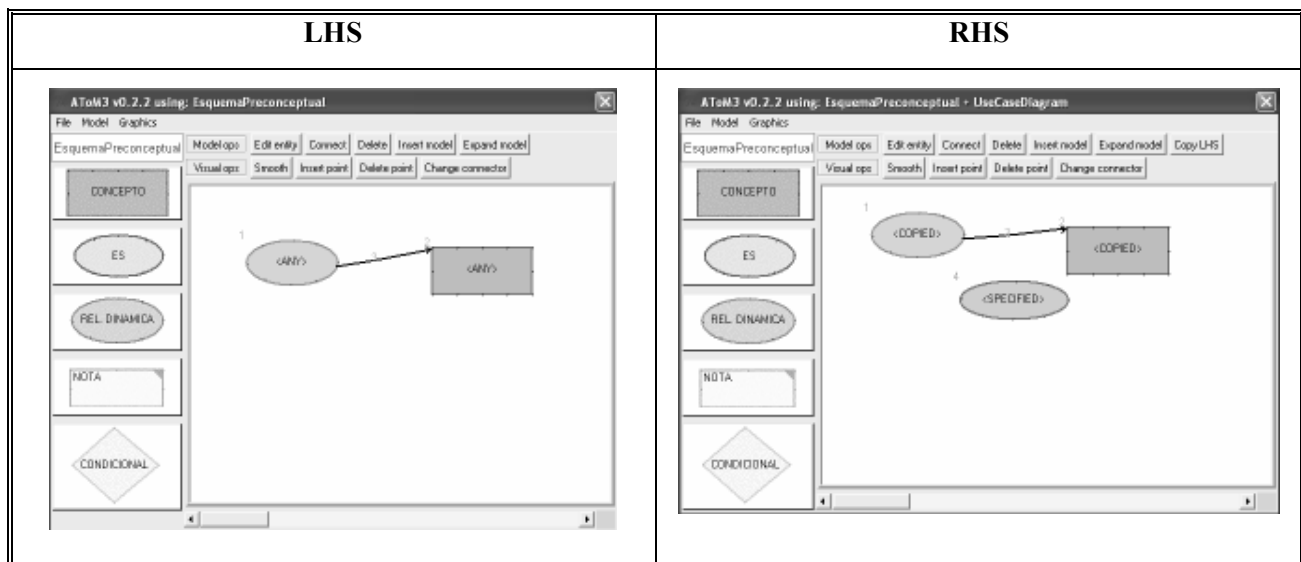 LHS
RHS
AToM3 v0.2.2 using: EsquemaPreconceptual
File Model Graphics
EsquemaPreconceptual Model ops Edit entity Connect Delete Insert model Expand model
Visual ops Smooth Insert point Delete point Change connector
CONCEPTO
ES
REL. DINAMICA
NOTA
CONDICIONAL
1
<ANY>
3
2
<ANY>
AToM3 v0.2.2 using: EsquemaPreconceptual + UseCaseDiagram
File Model Graphics
EsquemaPreconceptual Model ops Edit entity Connect Delete Insert model Expand model Copy LHS
Visual ops Smooth Insert point Delete point Change connector
CONCEPTO
ES
REL. DINAMICA
NOTA
CONDICIONAL
1
<COPIED>
3
2
<COPIED>
4
<SPECIFIED>